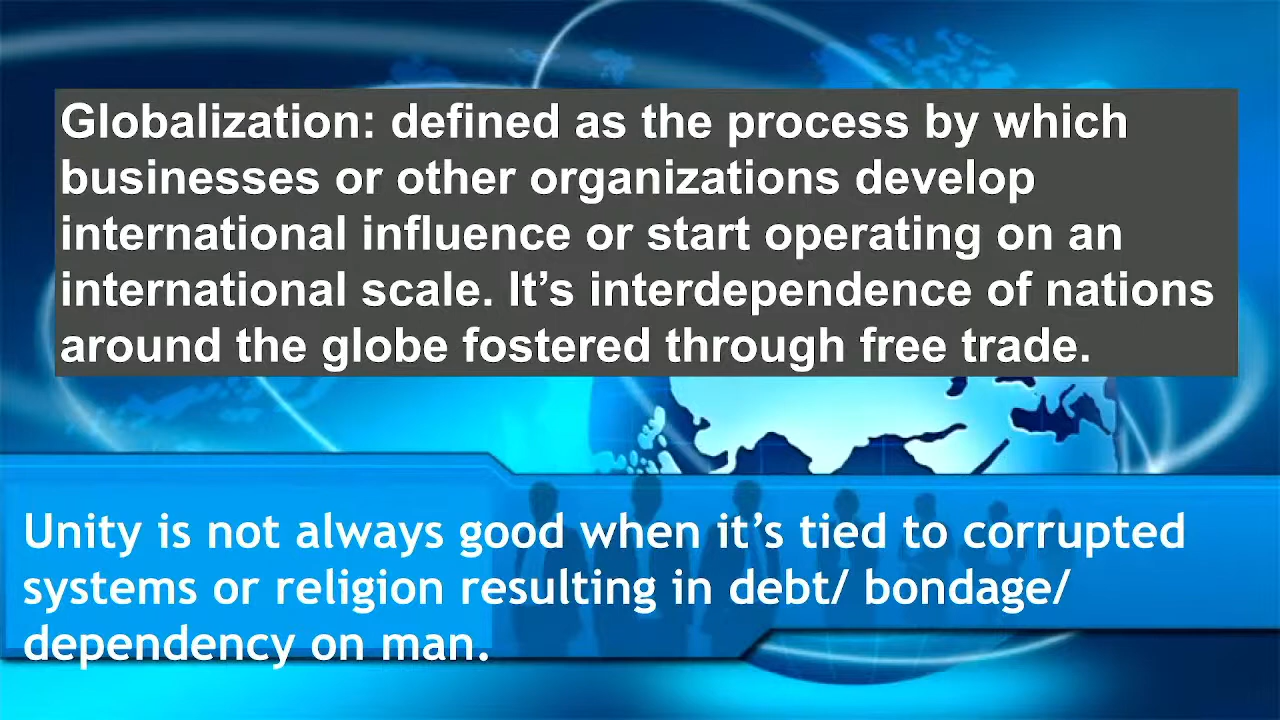 Globalization: defined as the process by which
businesses or other organizations develop
international influence or start operating on an
international scale. It’s interdependence of nations
around the globe fostered through free trade.
Unity is not always good when it’s tied to corrupted
systems or religion resulting in debt/ bondage/
dependency on man.